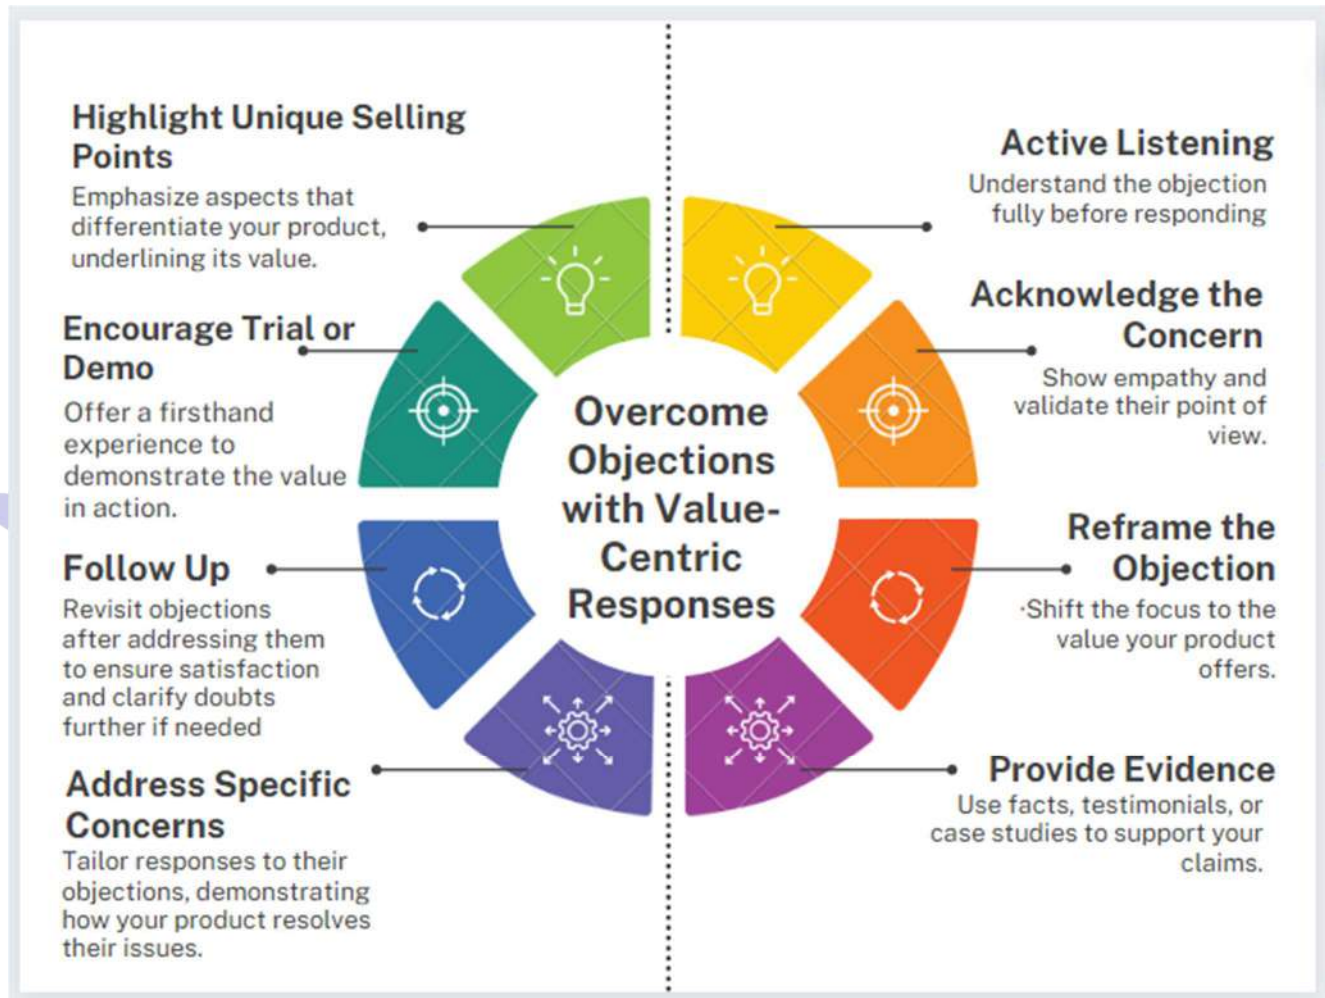 Highlight Unique Selling
Points
Emphasize aspects that
differentiate your product,
underlining its value.
Encourage Trial or
Demo
Offer a firsthand
experience to
demonstrate the value
in action.
Follow Up
Revisit objections
after addressing them
to ensure satisfaction
and clarify doubts
further if needed
Address Specific
Concerns
Tailor responses to their
objections, demonstrating
how your product resolves
their issues.
Overcome
Objections
with Value-
Centric
Responses
Active Listening
Understand the objection
fully before responding
Acknowledge the
Concern
Show empathy and
validate their point of
view.
Reframe the
Objection
·Shift the focus to the
value your product
offers.
Provide Evidence
Use facts, testimonials, or
case studies to support your
claims.